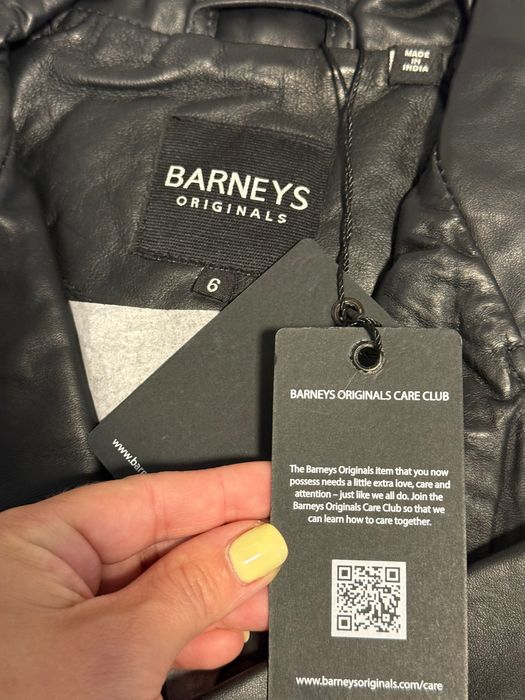 MADE
IN
INDIA
BARNEYS
ORIGINALS
6
www.barn
BARNEYS ORIGINALS CARE CLUB
The Barneys Originals item that you now
possess needs a little extra love, care and
attention – just like we all do. Join the
Barneys Originals Care Club so that we
can learn how to care together.
www.barneysoriginals.com/care